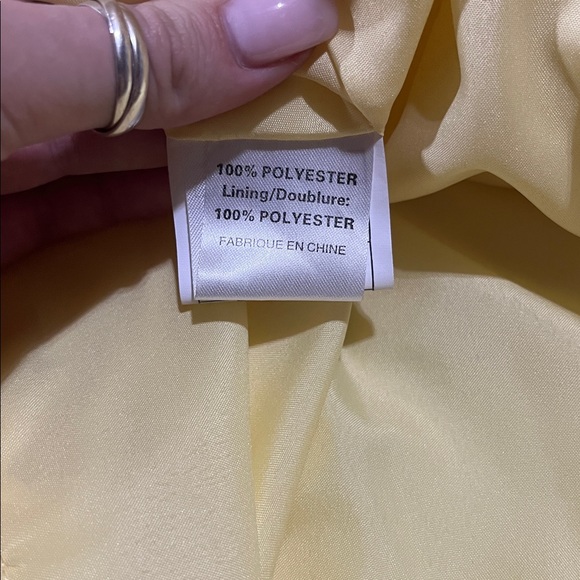 100% POLYESTER
Lining/Doublure:
100% POLYESTER
FABRIQUE EN CHINE